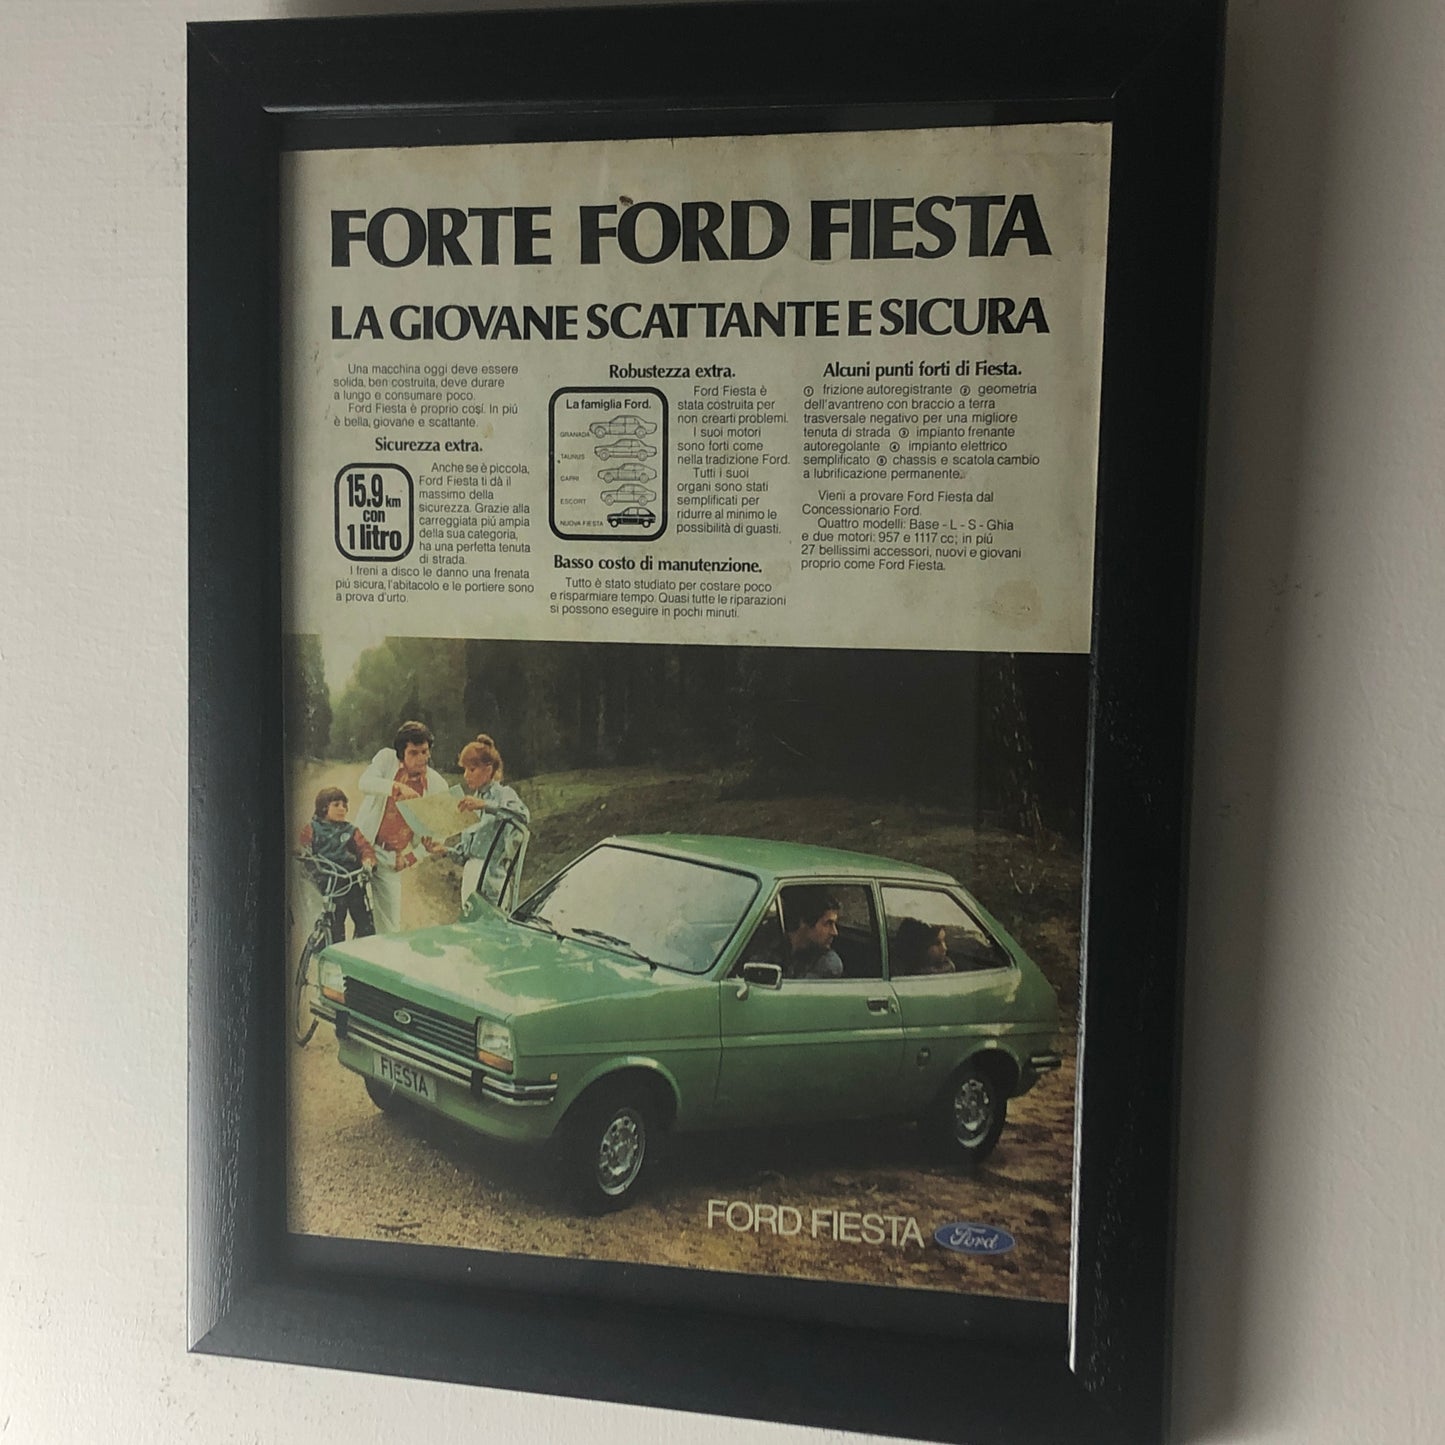 FORTE FORD FIESTA
LA GIOVANE SCATTANTE E SICURA
Una macchina oggi deve essere
solida, ben costruita, deve durare
a lungo e consumare poco.
Ford Fiesta è proprio così. In più
è bella, giovane e scattante.
Sicurezza extra.
15.9 km
con
1 litro
Anche se è piccola,
Ford Fiesta ti dà il
massimo della
sicurezza. Grazie alla
carreggiata più ampia
della sua categoria,
ha una perfetta tenuta
di strada.
I freni a disco le danno una frenata
più sicura, l'abitacolo e le portiere sono
a prova d'urto.
Robustezza extra.
La famiglia Ford.
GRANADA
TAUNUS
CAPRI
ESCORT
NUOVA FIESTA
Ford Fiesta è
stata costruita per
non crearti problemi.
I suoi motori
sono forti come
nella tradizione Ford.
Tutti i suoi
organi sono stati
semplificati per
ridurre al minimo le
possibilità di guasti.
Basso costo di manutenzione.
Tutto è stato studiato per costare poco
e risparmiare tempo. Quasi tutte le riparazioni
si possono eseguire in pochi minuti.
Alcuni punti forti di Fiesta.
① frizione autoregistrante ② geometria
dell'avantreno con braccio a terra
trasversale negativo per una migliore
tenuta di strada ③ impianto frenante
autoregolante ④ impianto elettrico
semplificato ⑤ chassis e scatola cambio
a lubrificazione permanente.
Vieni a provare Ford Fiesta dal
Concessionario Ford.
Quattro modelli: Base - L - S - Ghia
e due motori: 957 e 1117 cc; in più
27 bellissimi accessori, nuovi e giovani
proprio come Ford Fiesta.
FIESTA
FORD FIESTA Ford